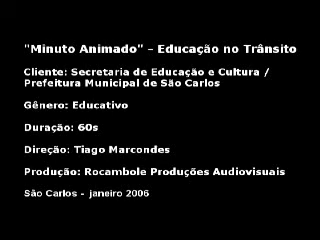 "Minuto Animado" – Educação no Trânsito
Cliente: Secretaria de Educação e Cultura /
Prefeitura Municipal de São Carlos
Gênero: Educativo
Duração: 60s
Direção: Tiago Marcondes
Produção: Rocambole Produções Audiovisuais
São Carlos - janeiro 2006